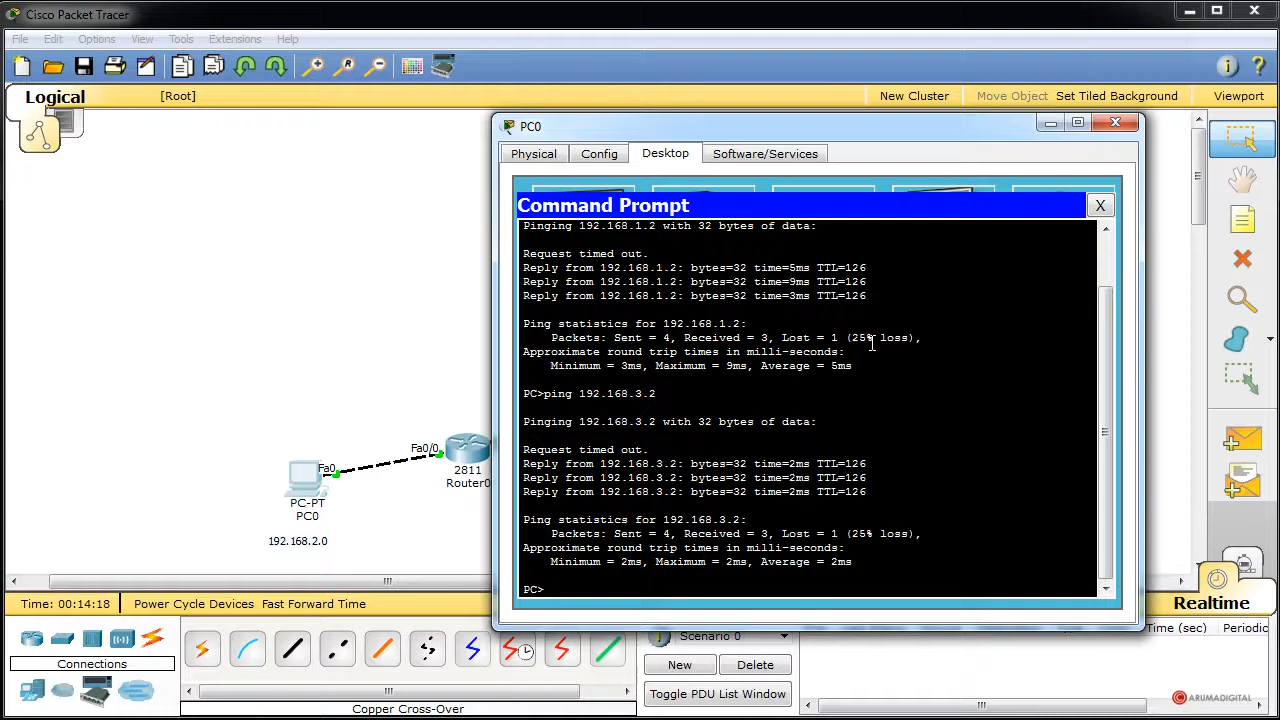 Cisco Packet Tracer
File Edit Options View Tools Extensions Help
Logical [Root] New Cluster Move Object Set Tiled Background Viewport
PC0
Physical Config Desktop Software/Services
Command Prompt X
Pinging 192.168.1.2 with 32 bytes of data:
Request timed out.
Reply from 192.168.1.2: bytes=32 time=5ms TTL=126
Reply from 192.168.1.2: bytes=32 time=9ms TTL=126
Reply from 192.168.1.2: bytes=32 time=3ms TTL=126
Ping statistics for 192.168.1.2:
Packets: Sent = 4, Received = 3, Lost = 1 (25% loss),
Approximate round trip times in milli-seconds:
Minimum = 3ms, Maximum = 9ms, Average = 5ms
PC>ping 192.168.3.2
Pinging 192.168.3.2 with 32 bytes of data:
Request timed out.
Reply from 192.168.3.2: bytes=32 time=2ms TTL=126
Reply from 192.168.3.2: bytes=32 time=2ms TTL=126
Reply from 192.168.3.2: bytes=32 time=2ms TTL=126
Ping statistics for 192.168.3.2:
Packets: Sent = 4, Received = 3, Lost = 1 (25% loss),
Approximate round trip times in milli-seconds:
Minimum = 2ms, Maximum = 2ms, Average = 2ms
PC>
Fa0/0
Fa0
2811
Router0
PC-PT
PC0
192.168.2.0
Time: 00:14:18 Power Cycle Devices Fast Forward Time
Realtime
Connections
Copper Cross-Over
Scenario 0
New Delete
Toggle PDU List Window
Time (sec) Periodic
ARUMADIGITAL